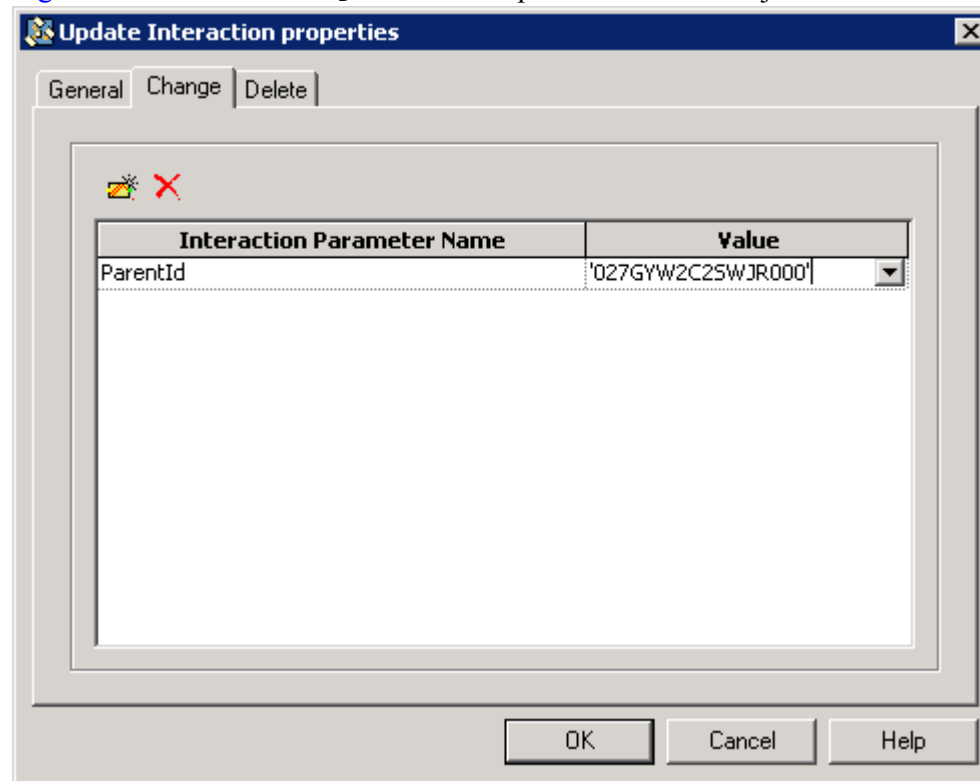 Update Interaction properties
General Change Delete
Interaction Parameter Name Value
ParentId '027GYW2C2SWJR000'
OK Cancel Help